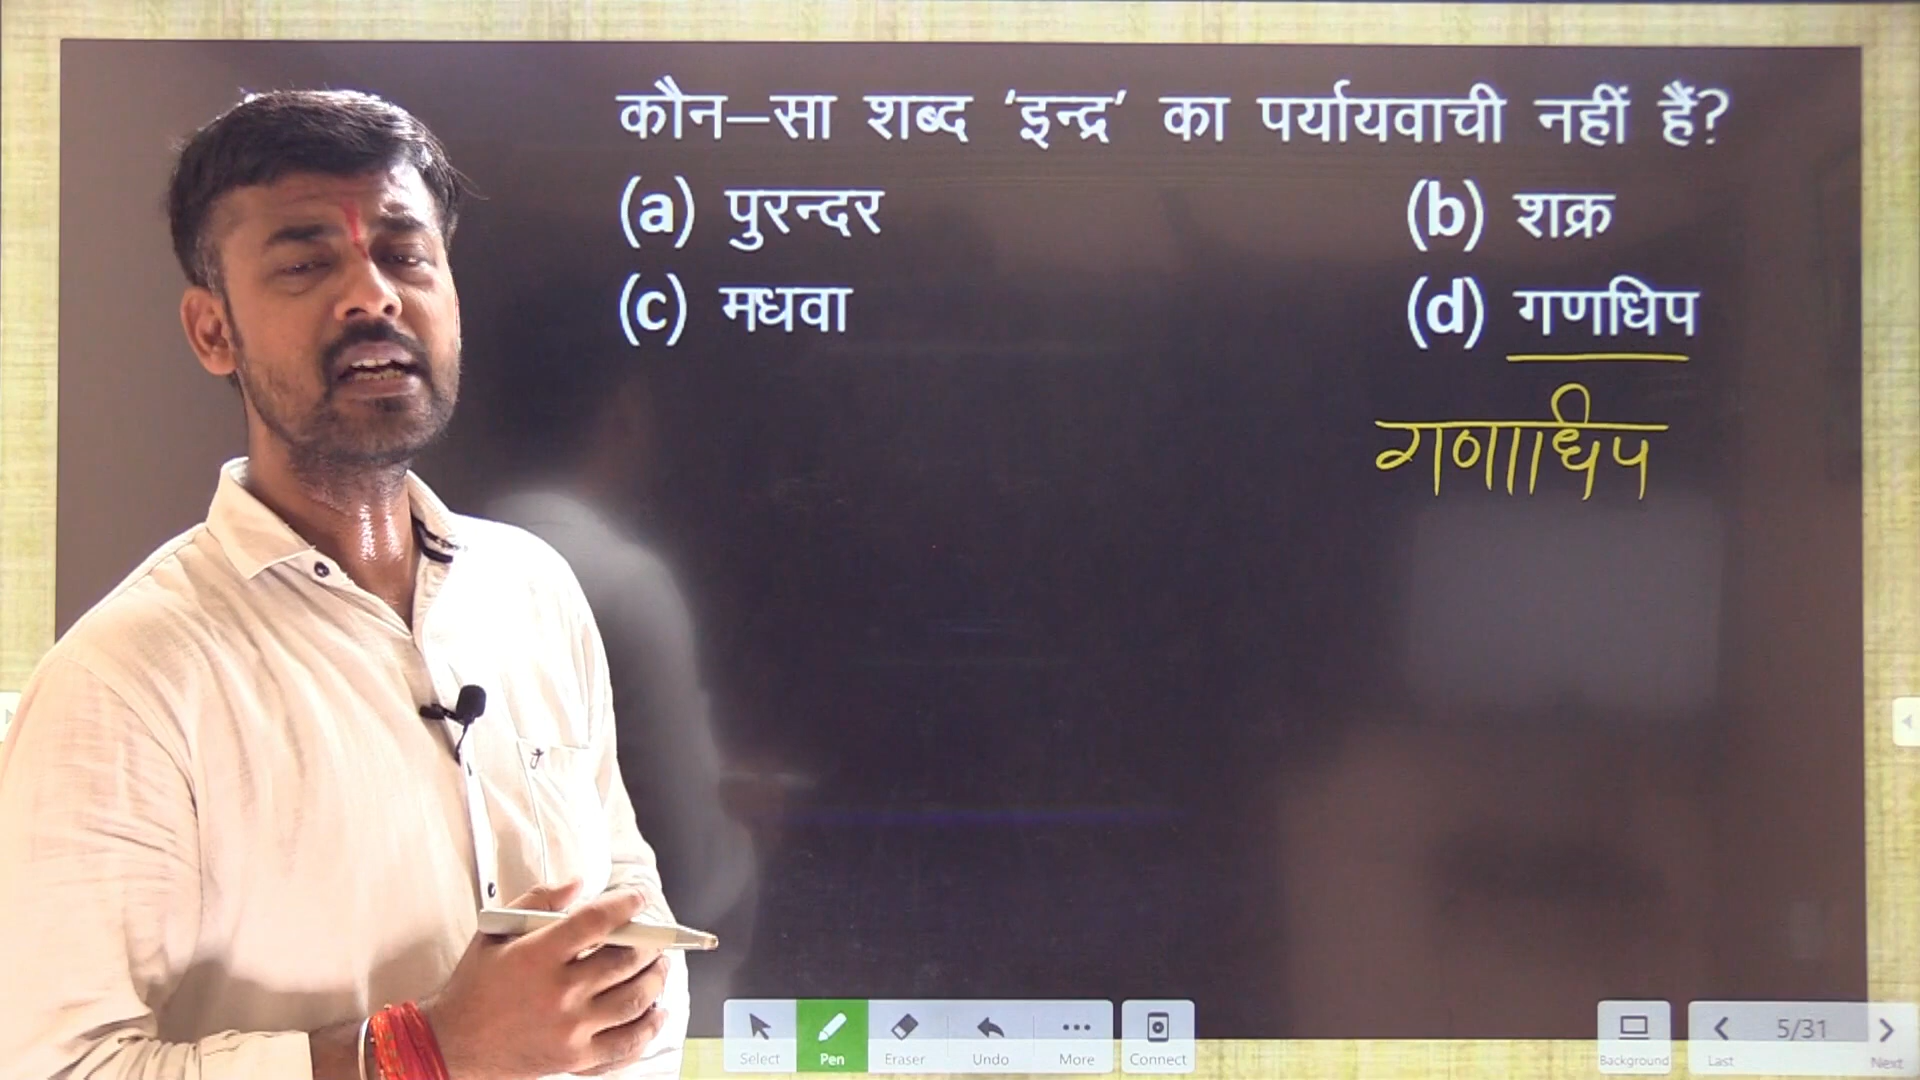 कौन–सा शब्द ‘इन्द्र’ का पर्यायवाची नहीं हैं?
(a) पुरन्दर (b) शक्र
(c) मधवा (d) गणधिप
गणाधिप
Select Pen Eraser Undo More Connect Background Last 5/31 Next